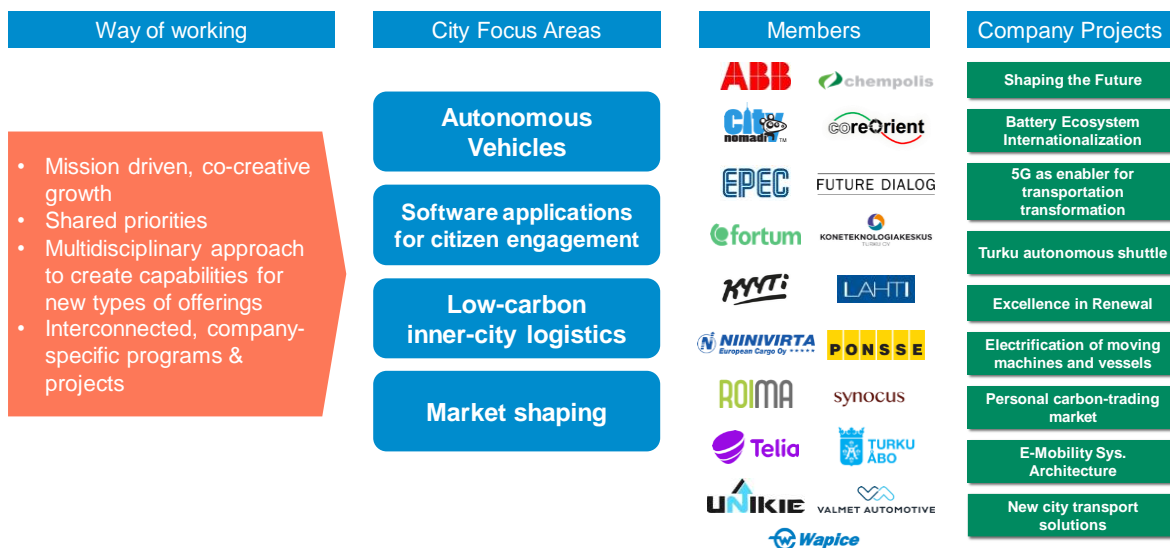 Way of working
• Mission driven, co-creative
growth
• Shared priorities
• Multidisciplinary approach
to create capabilities for
new types of offerings
• Interconnected, company-
specific programs &
projects
City Focus Areas
Autonomous
Vehicles
Software applications
for citizen engagement
Low-carbon
inner-city logistics
Market shaping
Members
ABB
chempolis
City
nomadi TM
coreorient
EPEC
FUTURE DIALOG
fortum
KONETEKNOLOGIAKESKUS
TURKU OY
KYYTI
LAHTI
N NIINIVIRTA
European Cargo Oy
PONSSE
ROIMA
synocus
Telia
TURKU
ÅBO
UNIKIE
VALMET AUTOMOTIVE
Wapice
Company Projects
Shaping the Future
Battery Ecosystem
Internationalization
5G as enabler for
transportation
transformation
Turku autonomous shuttle
Excellence in Renewal
Electrification of moving
machines and vessels
Personal carbon-trading
market
E-Mobility Sys.
Architecture
New city transport
solutions